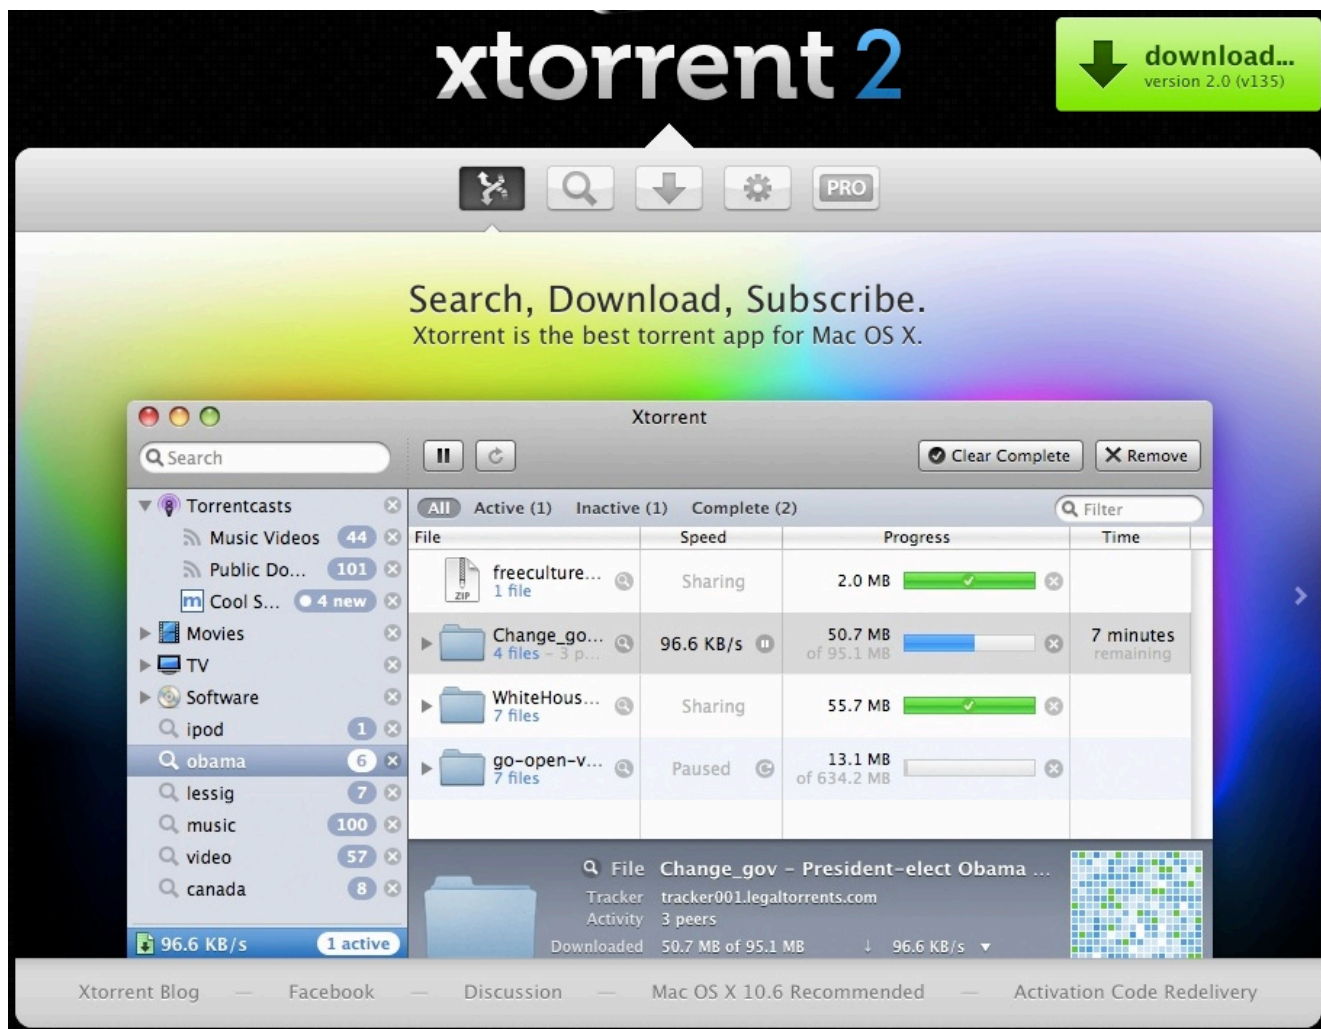 xtorrent 2
download...
version 2.0 (v135)
PRO
Search, Download, Subscribe.
Xtorrent is the best torrent app for Mac OS X.
Xtorrent
Search
Clear Complete
Remove
Torrentcasts
Music Videos 44
Public Do... 101
Cool S... 4 new
Movies
TV
Software
ipod 1
obama 6
lessig 7
music 100
video 57
canada 8
96.6 KB/s 1 active
All Active (1) Inactive (1) Complete (2) Filter
File Speed Progress Time
ZIP
freeculture... Sharing 2.0 MB
1 file
Change_go... 96.6 KB/s 50.7 MB 7 minutes
4 files – 3 p... of 95.1 MB remaining
WhiteHous... Sharing 55.7 MB
7 files
go-open-v... Paused 13.1 MB
7 files of 634.2 MB
File Change_gov – President-elect Obama ...
Tracker tracker001.legaltorrents.com
Activity 3 peers
Downloaded 50.7 MB of 95.1 MB ↓ 96.6 KB/s
Xtorrent Blog — Facebook — Discussion — Mac OS X 10.6 Recommended — Activation Code Redelivery